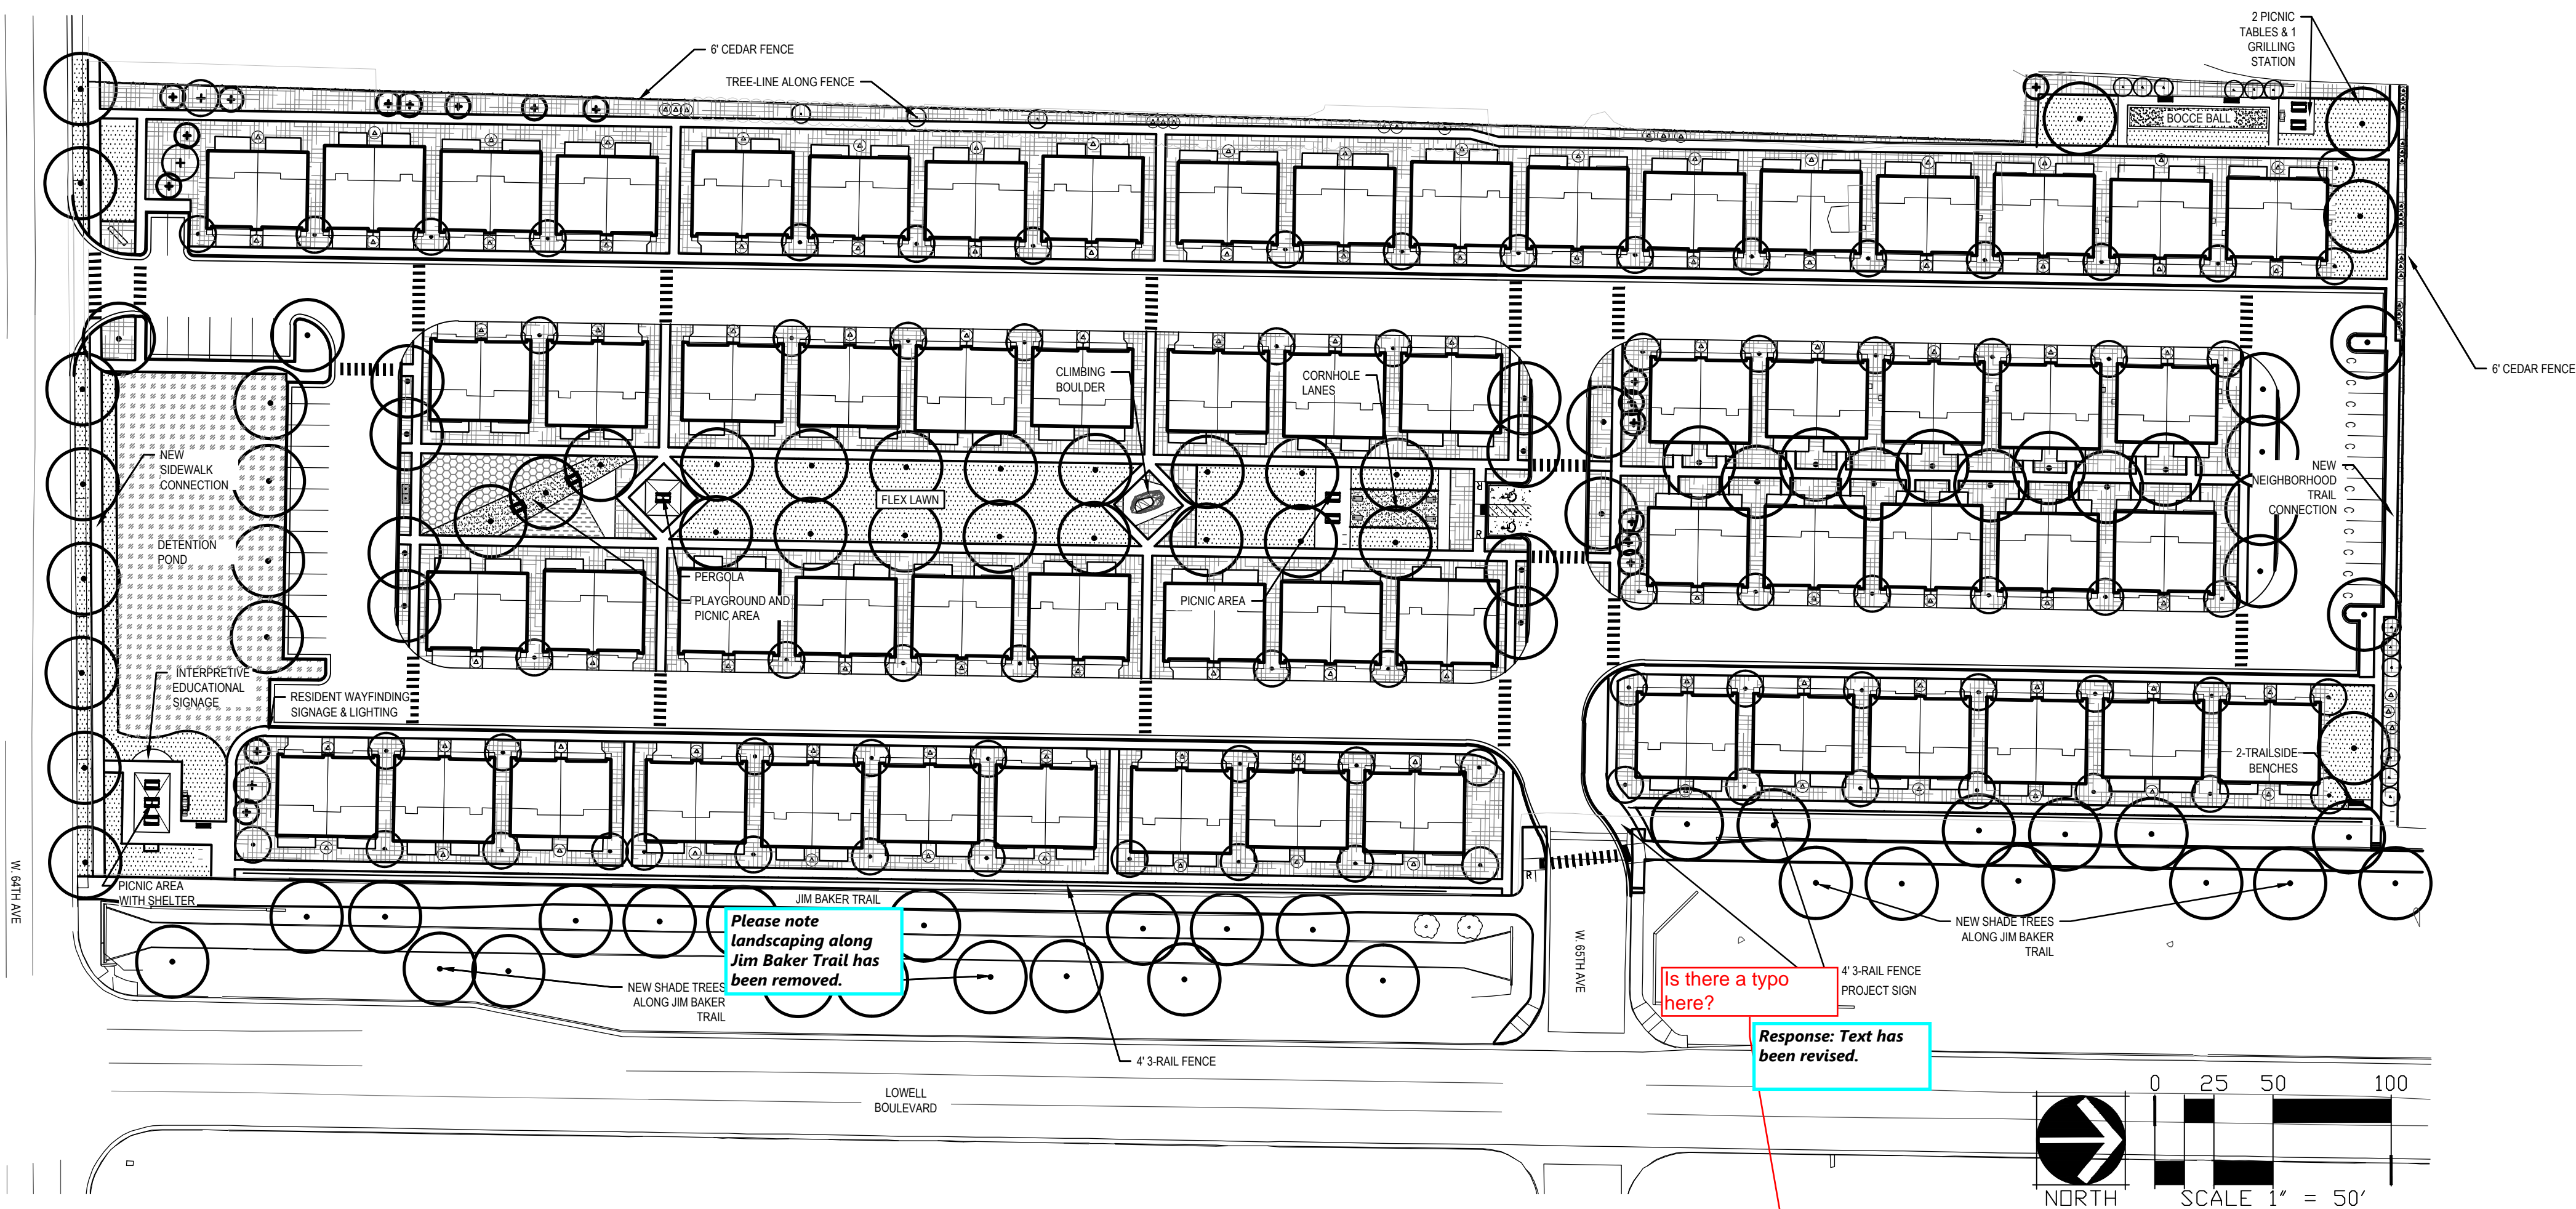 2 PICNIC
TABLES & 1
GRILLING
STATION
6' CEDAR FENCE
TREE-LINE ALONG FENCE
BOCCE BALL
CLIMBING
BOULDER
CORNHOLE
LANES
6' CEDAR FENCE
NEW
SIDEWALK
CONNECTION
FLEX LAWN
NEW
NEIGHBORHOOD
TRAIL
CONNECTION
C
C
C
C
C
C
C
C
C
C
C
C
R
C
C
R
DETENTION
POND
PERGOLA
PLAYGROUND AND
PICNIC AREA
PICNIC AREA
INTERPRETIVE
EDUCATIONAL
SIGNAGE
RESIDENT WAYFINDING
SIGNAGE & LIGHTING
2-TRAILSIDE
BENCHES
W. 64TH AVE
PICNIC AREA
WITH SHELTER
JIM BAKER TRAIL
R
Please note
landscaping along
Jim Baker Trail has
been removed.
NEW SHADE TREES
ALONG JIM BAKER
TRAIL
NEW SHADE TREES
ALONG JIM BAKER
TRAIL
W. 65TH AVE
Is there a typo
here?
4' 3-RAIL FENCE
PROJECT SIGN
Response: Text has
been revised.
4' 3-RAIL FENCE
LOWELL
BOULEVARD
0 25 50 100
NORTH
SCALE 1" = 50'